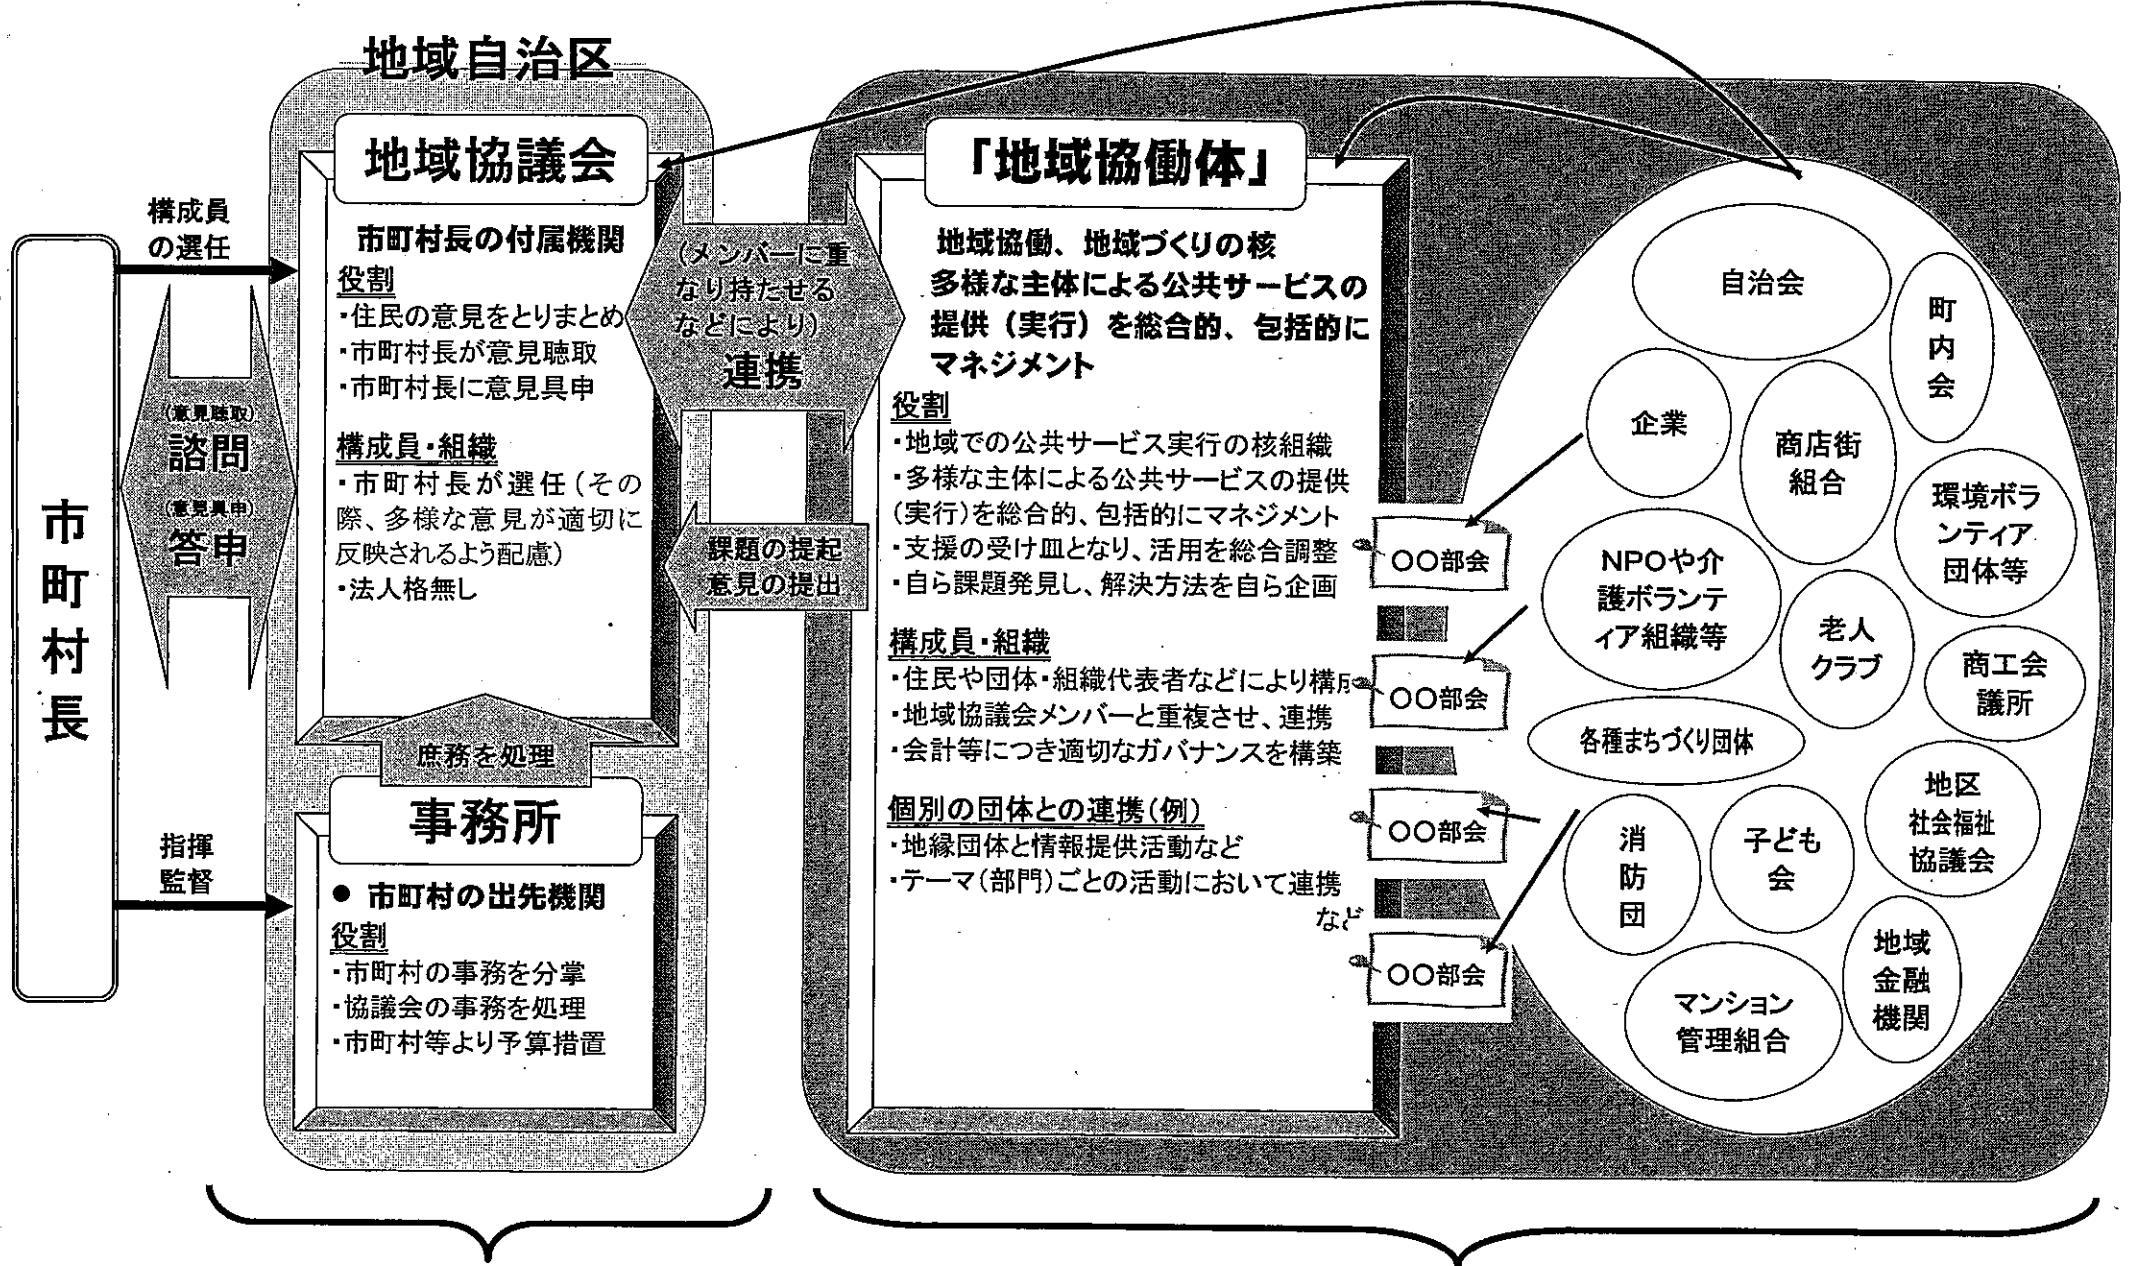 地域自治区
市町村長
構成員
の選任
(意見聴取)
諮問
(意見具申)
答申
指揮
監督
地域協議会
市町村長の付属機関
役割
・住民の意見をとりまとめ
・市町村長が意見聴取
・市町村長に意見具申
構成員・組織
・市町村長が選任(その
際、多様な意見が適切に
反映されるよう配慮)
・法人格無し
庶務を処理
事務所
● 市町村の出先機関
役割
・市町村の事務を分掌
・協議会の事務を処理
・市町村等より予算措置
(メンバーに重
なり持たせる
などにより)
連携
課題の提起
意見の提出
「地域協働体」
地域協働、地域づくりの核
多様な主体による公共サービスの
提供（実行）を総合的、包括的に
マネジメント
役割
・地域での公共サービス実行の核組織
・多様な主体による公共サービスの提供
(実行)を総合的、包括的にマネジメント
・支援の受け皿となり、活用を総合調整
・自ら課題発見し、解決方法を自ら企画
構成員・組織
・住民や団体・組織代表者などにより構成
・地域協議会メンバーと重複させ、連携
・会計等につき適切なガバナンスを構築
個別の団体との連携(例)
・地縁団体と情報提供活動など
・テーマ(部門)ごとの活動において連携
など
〇〇部会
〇〇部会
〇〇部会
〇〇部会
自治会
町
内
会
企業
商店街
組合
環境ボラ
ンティア
団体等
NPOや介
護ボランテ
ィア組織等
老人
クラブ
商工会
議所
各種まちづくり団体
地区
社会福祉
協議会
消
防
団
子ども
会
地域
金融
機関
マンション
管理組合